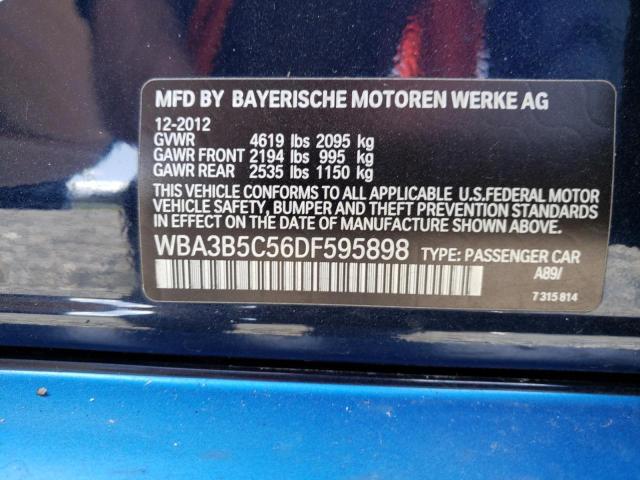 MFD BY BAYERISCHE MOTOREN WERKE AG
12-2012
GVWR 4619 lbs 2095 kg
GAWR FRONT 2194 lbs 995 kg
GAWR REAR 2535 lbs 1150 kg
THIS VEHICLE CONFORMS TO ALL APPLICABLE U.S.FEDERAL MOTOR
VEHICLE SAFETY, BUMPER AND THEFT PREVENTION STANDARDS
IN EFFECT ON THE DATE OF MANUFACTURE SHOWN ABOVE.
WBA3B5C56DF595898 TYPE: PASSENGER CAR
A89/
7 315 814